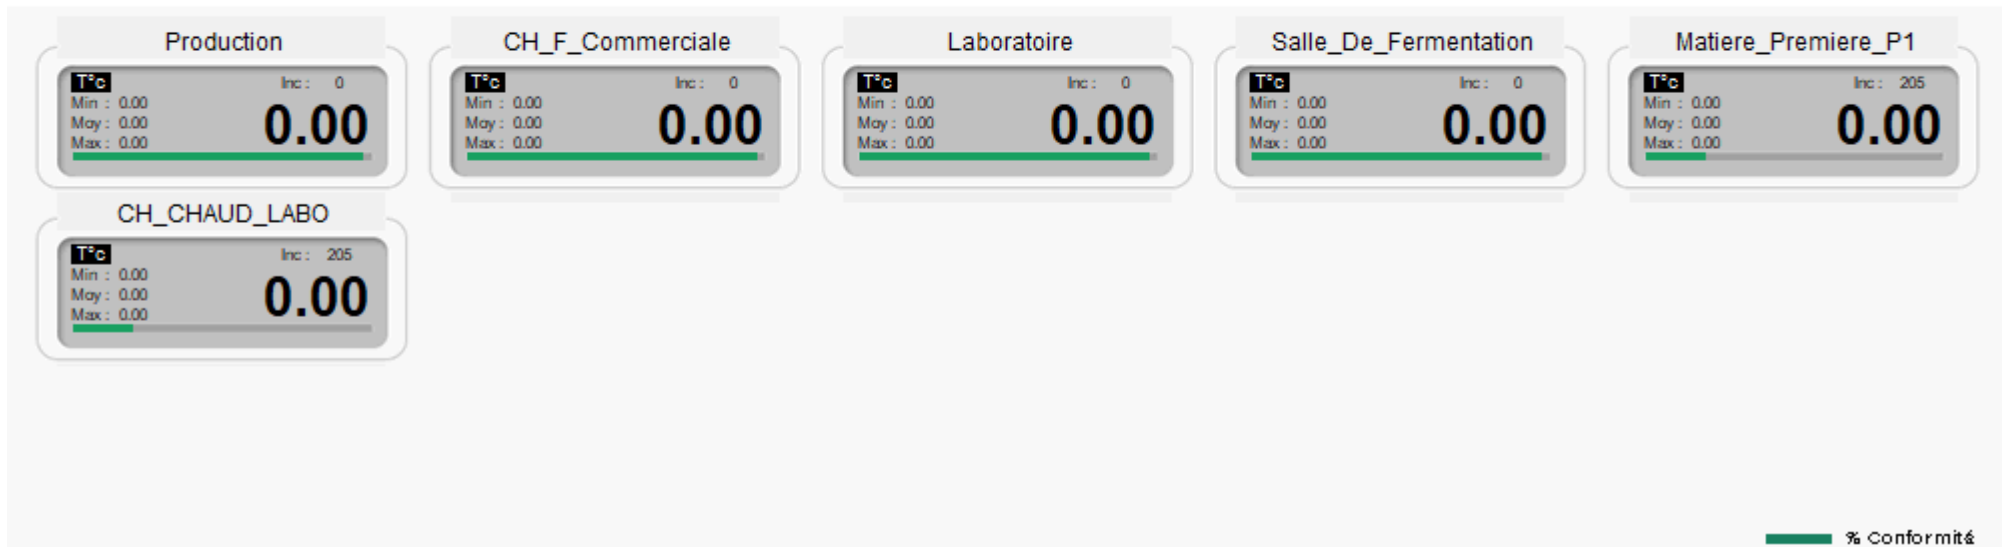 Production
T°c Inc : 0
Min : 0.00
Moy : 0.00
Max : 0.00
0.00
CH_F_Commerciale
T°c Inc : 0
Min : 0.00
Moy : 0.00
Max : 0.00
0.00
Laboratoire
T°c Inc : 0
Min : 0.00
Moy : 0.00
Max : 0.00
0.00
Salle_De_Fermentation
T°c Inc : 0
Min : 0.00
Moy : 0.00
Max : 0.00
0.00
Matiere_Premiere_P1
T°c Inc : 205
Min : 0.00
Moy : 0.00
Max : 0.00
0.00
CH_CHAUD_LABO
T°c Inc : 205
Min : 0.00
Moy : 0.00
Max : 0.00
0.00
% Conformité